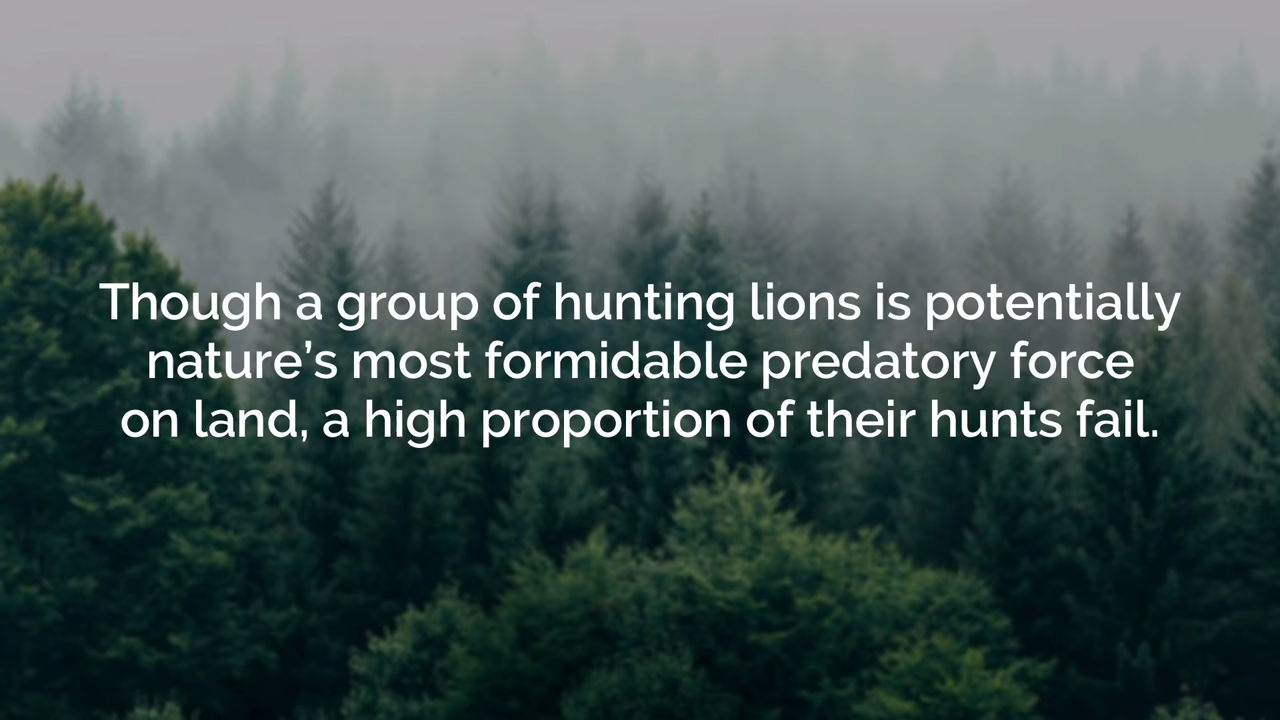 Though a group of hunting lions is potentially
nature’s most formidable predatory force
on land, a high proportion of their hunts fail.